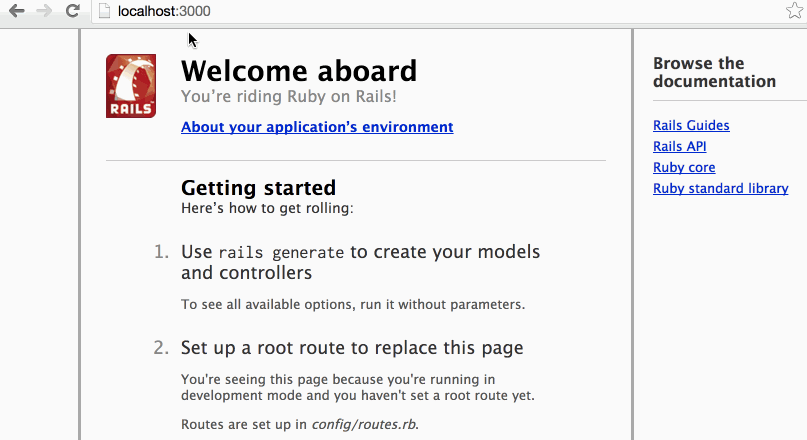 localhost:3000
RAILS
Welcome aboard
You’re riding Ruby on Rails!
About your application’s environment
Getting started
Here’s how to get rolling:
1. Use rails generate to create your models
and controllers
To see all available options, run it without parameters.
2. Set up a root route to replace this page
You're seeing this page because you're running in
development mode and you haven't set a root route yet.
Routes are set up in config/routes.rb.
Browse the
documentation
Rails Guides
Rails API
Ruby core
Ruby standard library